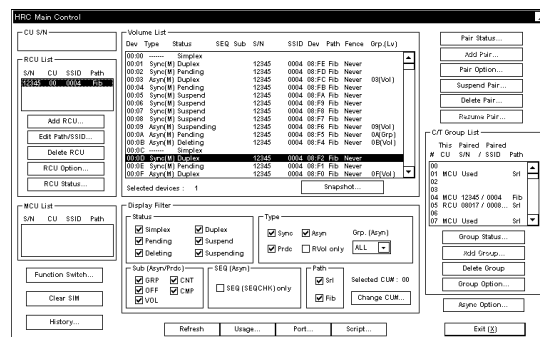 HRC Main Control
CU S/N
RCU List
S/N CU SSID Path
12345 00 0004 Fib
Add RCU...
Edit Path/SSID...
Delete RCU
RCU Option...
RCU Status...
MCU List
S/N CU SSID Path
Function Switch...
Clear SIM
History...
Volume List
Dev Type Status SEQ Sub S/N SSID Dev Path Fence Grp.(Lv)
00:00 ------- Simplex
00:01 Sync(M) Duplex 12345 0004 08:FE Fib Never
00:02 Sync(M) Pending 12345 0004 08:FD Fib Never
00:03 Asyn(M) Duplex 12345 0004 08:FC Fib Never 03(Vol)
00:04 Sync(M) Pending 12345 0004 08:FB Fib Never
00:05 Sync(M) Suspend 12345 0004 08:FA Fib Never
00:06 Sync(M) Suspend 12345 0004 08:F9 Fib Never
00:07 Sync(M) Suspend 12345 0004 08:F8 Fib Never
00:08 Sync(M) Suspend 12345 0004 08:F7 Fib Never
00:09 Asyn(M) Suspending 12345 0004 08:F6 Fib Never 09(Vol)
00:0A Asyn(M) Pending 12345 0004 08:F5 Fib Never 0A(Grp)
00:0B Asyn(M) Deleting 12345 0004 08:F4 Fib Never 0B(Vol)
00:0C ------- Simplex
00:0D Sync(M) Duplex 12345 0004 08:F2 Fib Never
00:0E Sync(M) Pending 12345 0004 08:F1 Fib Never
00:0F Asyn(M) Duplex 12345 0004 08:F0 Fib Never 0F(Vol)
Selected devices : 1
Snapshot...
Display Filter
Status
Simplex Duplex
Pending Suspend
Deleting Suspending
Type
Sync Asyn Grp. (Asyn)
Prdc RVol only ALL
Sub (Asyn/Prdc)
GRP CNT
OFF CMP
VOL
SEQ (Asyn)
SEQ (SEQCHK) only
Path
Srl
Fib
Selected CU# : 00
Change CU#...
Refresh
Usage...
Port...
Script...
Pair Status...
Add Pair...
Pair Option...
Suspend Pair...
Delete Pair...
Resume Pair...
C/T Group List
This Paired Paired
# CU S/N / SSID Path
00
01 MCU Used Srl
02
03
04 MCU 12345 / 0004 Fib
05 RCU 08017 / 0008... Srl
06
07 MCU Used Srl
Group Status...
Add Group...
Delete Group
Group Option...
Async Option...
Exit (X)